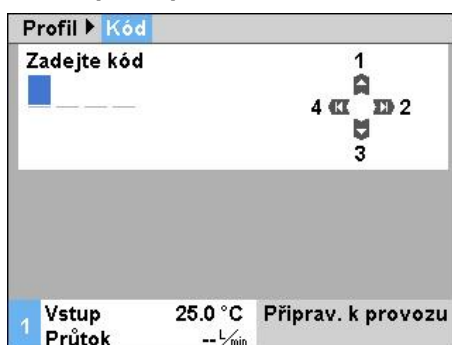 Profil Kód
Zadejte kód
1
4 2
3
1
Vstup 25.0 °C Připrav. k provozu
Průtok -- L/min